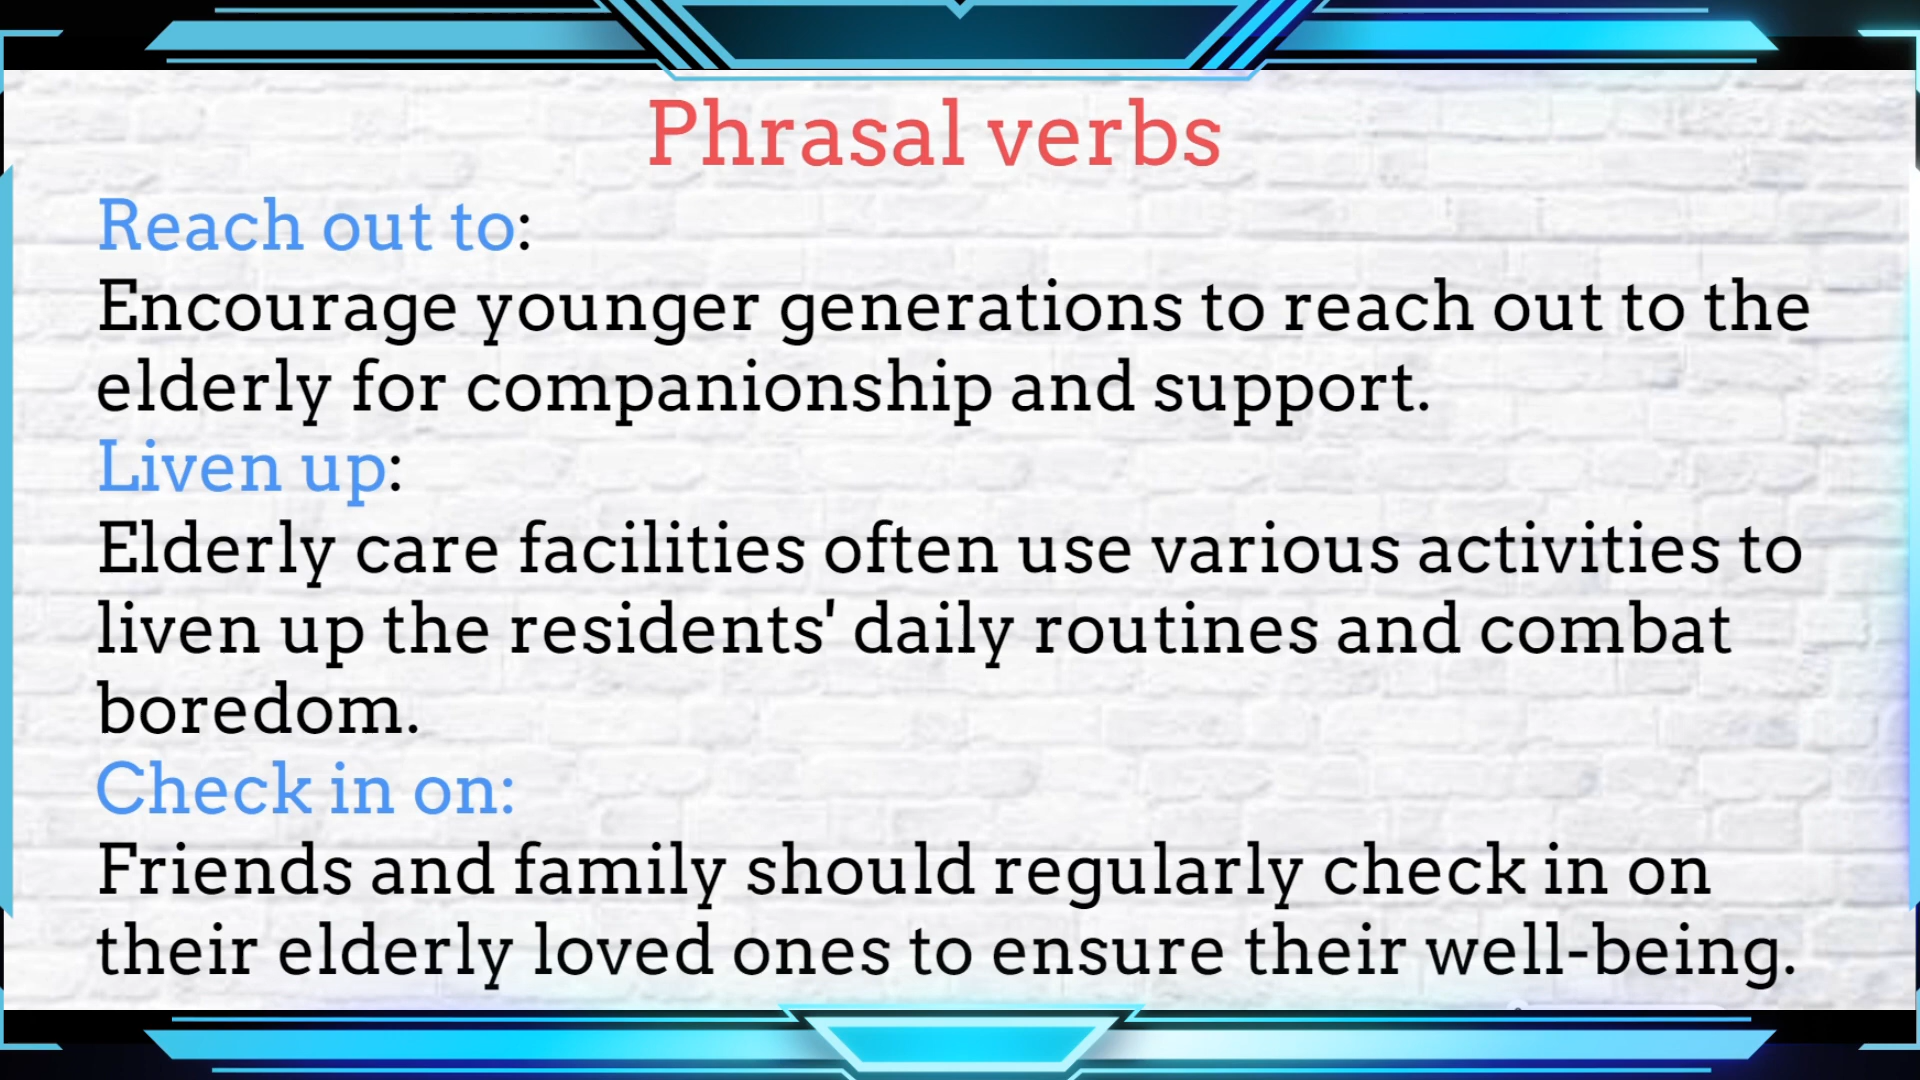 Phrasal verbs
Reach out to:
Encourage younger generations to reach out to the
elderly for companionship and support.
Liven up:
Elderly care facilities often use various activities to
liven up the residents' daily routines and combat
boredom.
Check in on:
Friends and family should regularly check in on
their elderly loved ones to ensure their well-being.